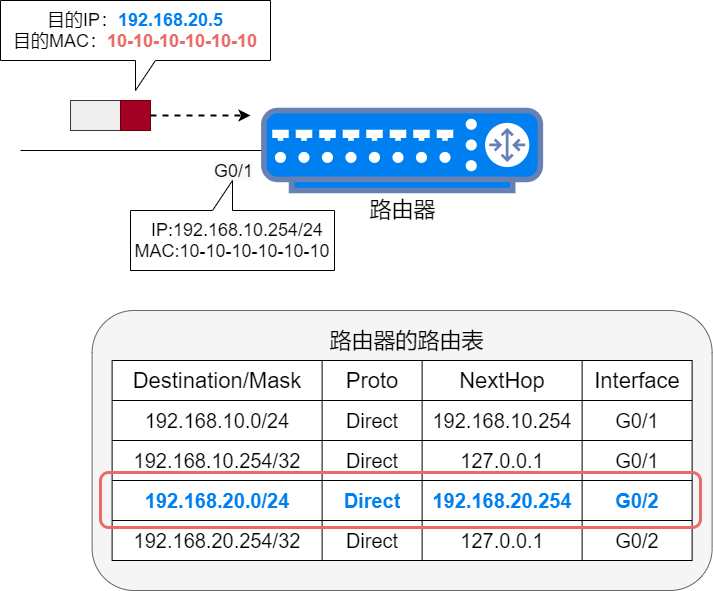 目的IP：192.168.20.5
目的MAC：10-10-10-10-10-10
G0/1
路由器
IP:192.168.10.254/24
MAC:10-10-10-10-10-10
路由器的路由表
Destination/Mask Proto NextHop Interface
192.168.10.0/24 Direct 192.168.10.254 G0/1
192.168.10.254/32 Direct 127.0.0.1 G0/1
192.168.20.0/24 Direct 192.168.20.254 G0/2
192.168.20.254/32 Direct 127.0.0.1 G0/2